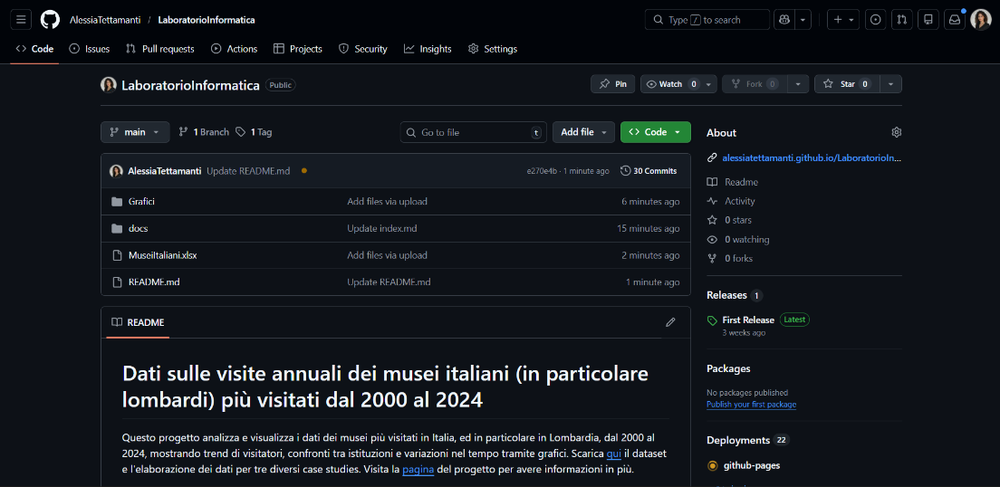 AlessiaTettamanti / LaboratorioInformatica
Type / to search
Code
Issues
Pull requests
Actions
Projects
Security
Insights
Settings
LaboratorioInformatica Public
Pin
Watch 0
Fork 0
Star 0
main
1 Branch
1 Tag
Go to file t
Add file
Code
AlessiaTettamanti Update README.md e270e4b · 1 minute ago 30 Commits
Grafici Add files via upload 6 minutes ago
docs Update index.md 15 minutes ago
MuseiItaliani.xlsx Add files via upload 2 minutes ago
README.md Update README.md 1 minute ago
README
Dati sulle visite annuali dei musei italiani (in particolare
lombardi) più visitati dal 2000 al 2024
Questo progetto analizza e visualizza i dati dei musei più visitati in Italia, ed in particolare in Lombardia, dal 2000 al
2024, mostrando trend di visitatori, confronti tra istituzioni e variazioni nel tempo tramite grafici. Scarica qui il dataset
e l'elaborazione dei dati per tre diversi case studies. Visita la pagina del progetto per avere informazioni in più.
About
alessiatettamanti.github.io/LaboratorioIn...
Readme
Activity
0 stars
0 watching
0 forks
Releases 1
First Release Latest
3 weeks ago
Packages
No packages published
Publish your first package
Deployments 22
github-pages